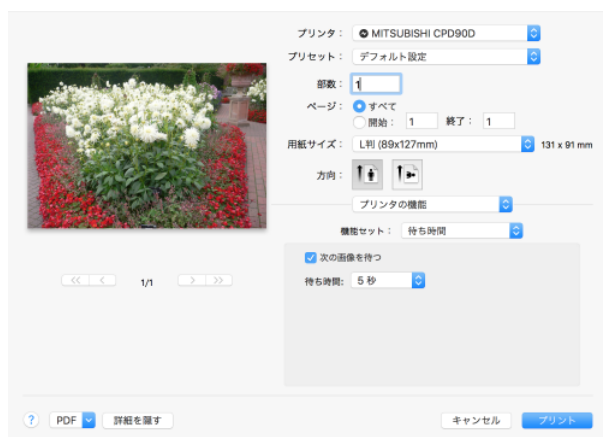 プリンタ： MITSUBISHI CPD90D
プリセット： デフォルト設定
部数： 1
ページ： すべて
開始： 1 終了： 1
用紙サイズ： L判 (89x127mm) 131 x 91 mm
方向：
プリンタの機能
機能セット： 待ち時間
次の画像を待つ
待ち時間: 5 秒
1/1
? PDF 詳細を隠す キャンセル プリント